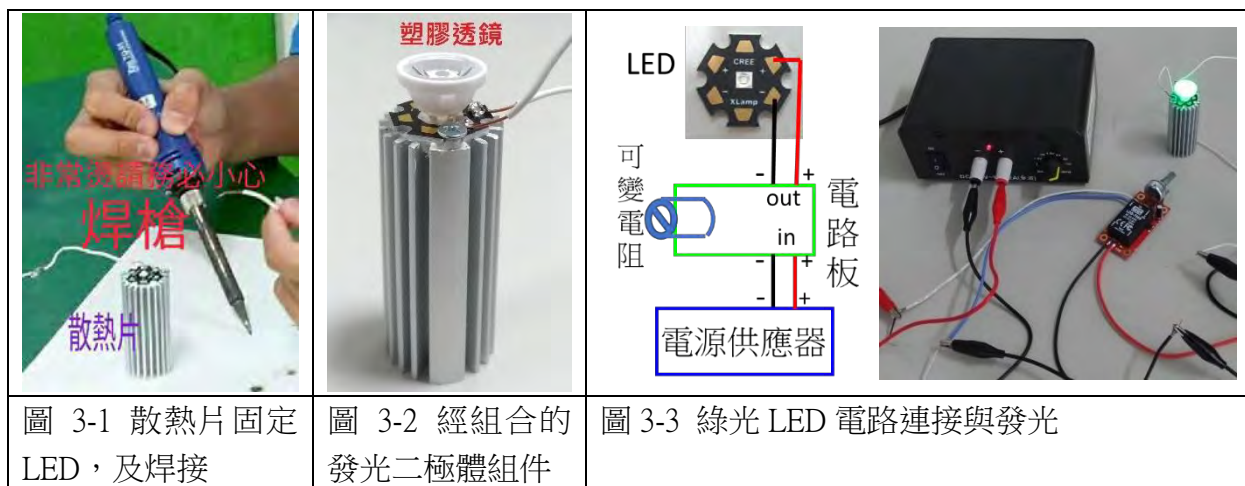 非常燙請務必小心
焊槍
散熱片
塑膠透鏡
LED
CREE
+ +
- -
XLamp
可變電阻
- +
out
in
- +
電路板
- +
電源供應器
- +
圖 3-1 散熱片固定
LED，及焊接
圖 3-2 經組合的
發光二極體組件
圖 3-3 綠光 LED 電路連接與發光